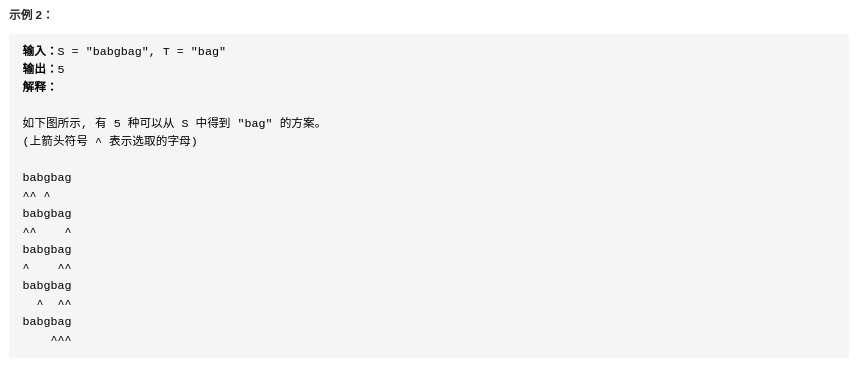 示例 2：
输入：S = "babgbag", T = "bag"
输出：5
解释：
如下图所示, 有 5 种可以从 S 中得到 "bag" 的方案。
(上箭头符号 ^ 表示选取的字母)
babgbag
^^ ^
babgbag
^^    ^
babgbag
^    ^^
babgbag
  ^  ^^
babgbag
    ^^^